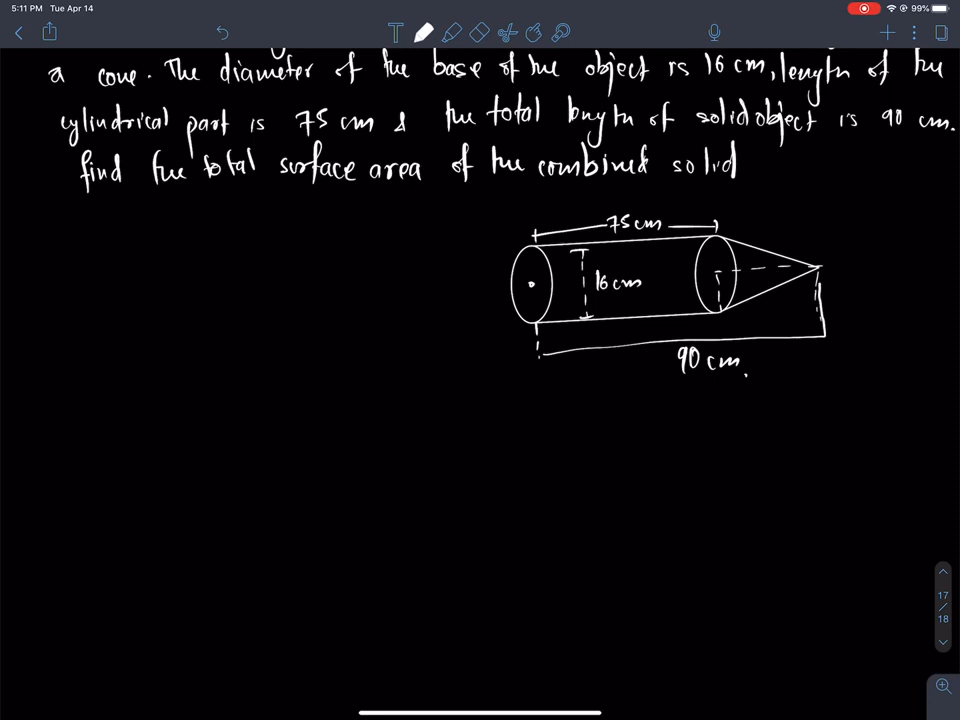 5:11 PM Tue Apr 14
99%
T
a cone. The diameter of the base of the object is 16 cm, length of the
cylindrical part is 75 cm & the total length of solid object is 90 cm.
find the total surface area of the combined solid
75 cm
16 cm
90 cm.
17
/
18